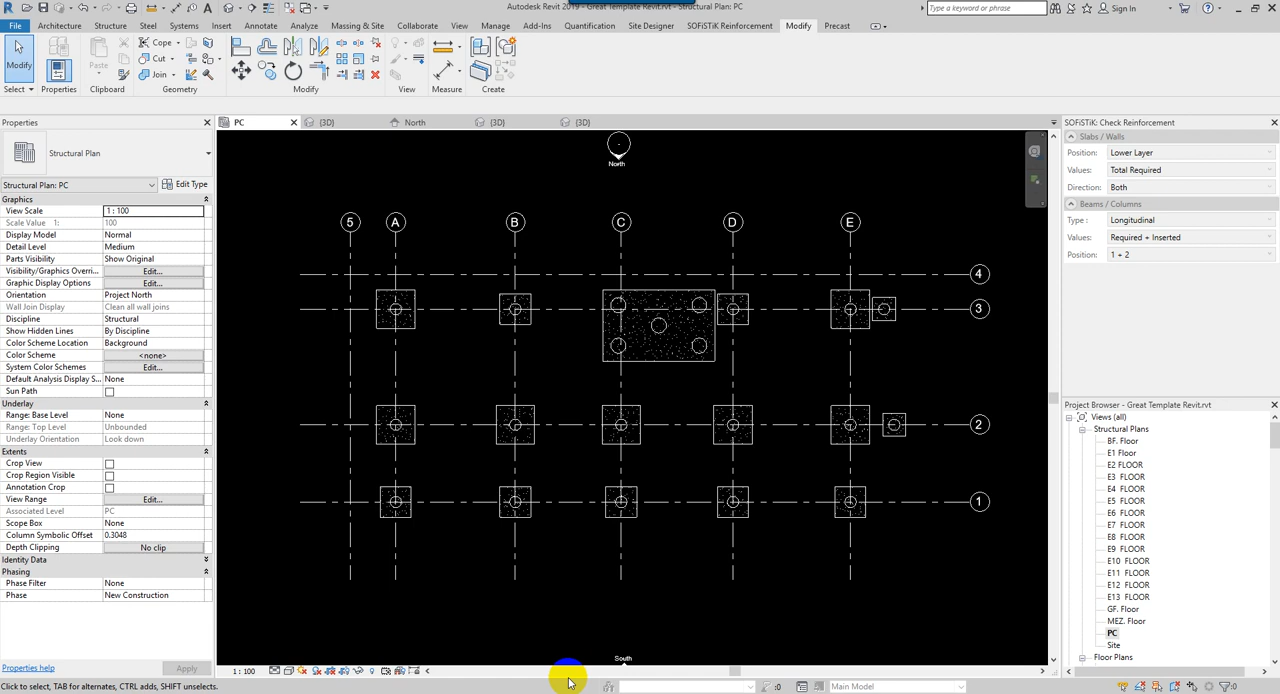 Autodesk Revit 2019 - Great Template Revit.rvt - Structural Plan: PC
Type a keyword or phrase
Sign In
File
Architecture
Structure
Steel
Systems
Insert
Annotate
Analyze
Massing & Site
Collaborate
View
Manage
Add-Ins
Quantification
Site Designer
SOFiSTiK Reinforcement
Modify
Precast
Modify
Paste
Cope
Cut
Join
Select
Properties
Clipboard
Geometry
Modify
View
Measure
Create
Properties
PC
{3D}
North
{3D}
{3D}
SOFiSTiK: Check Reinforcement
Structural Plan
Structural Plan: PC
Edit Type
Graphics
View Scale 1 : 100
Scale Value 1: 100
Display Model Normal
Detail Level Medium
Parts Visibility Show Original
Visibility/Graphics Overri... Edit...
Graphic Display Options Edit...
Orientation Project North
Wall Join Display Clean all wall joins
Discipline Structural
Show Hidden Lines By Discipline
Color Scheme Location Background
Color Scheme <none>
System Color Schemes Edit...
Default Analysis Display S... None
Sun Path
Underlay
Range: Base Level None
Range: Top Level Unbounded
Underlay Orientation Look down
Extents
Crop View
Crop Region Visible
Annotation Crop
View Range Edit...
Associated Level PC
Scope Box None
Column Symbolic Offset 0.3048
Depth Clipping No clip
Identity Data
Phasing
Phase Filter None
Phase New Construction
Properties help
Apply
North
5
A
B
C
D
E
4
3
2
1
South
Slabs / Walls
Position: Lower Layer
Values: Total Required
Direction: Both
Beams / Columns
Type : Longitudinal
Values: Required + Inserted
Position: 1 + 2
Project Browser - Great Template Revit.rvt
Views (all)
Structural Plans
BF. Floor
E1 Floor
E2 FLOOR
E3 FLOOR
E4 FLOOR
E5 FLOOR
E6 FLOOR
E7 FLOOR
E8 FLOOR
E9 FLOOR
E10 FLOOR
E11 FLOOR
E12 FLOOR
E13 FLOOR
GF. Floor
MEZ. Floor
PC
Site
Floor Plans
1 : 100
Click to select, TAB for alternates, CTRL adds, SHIFT unselects.
:0
Main Model
:0